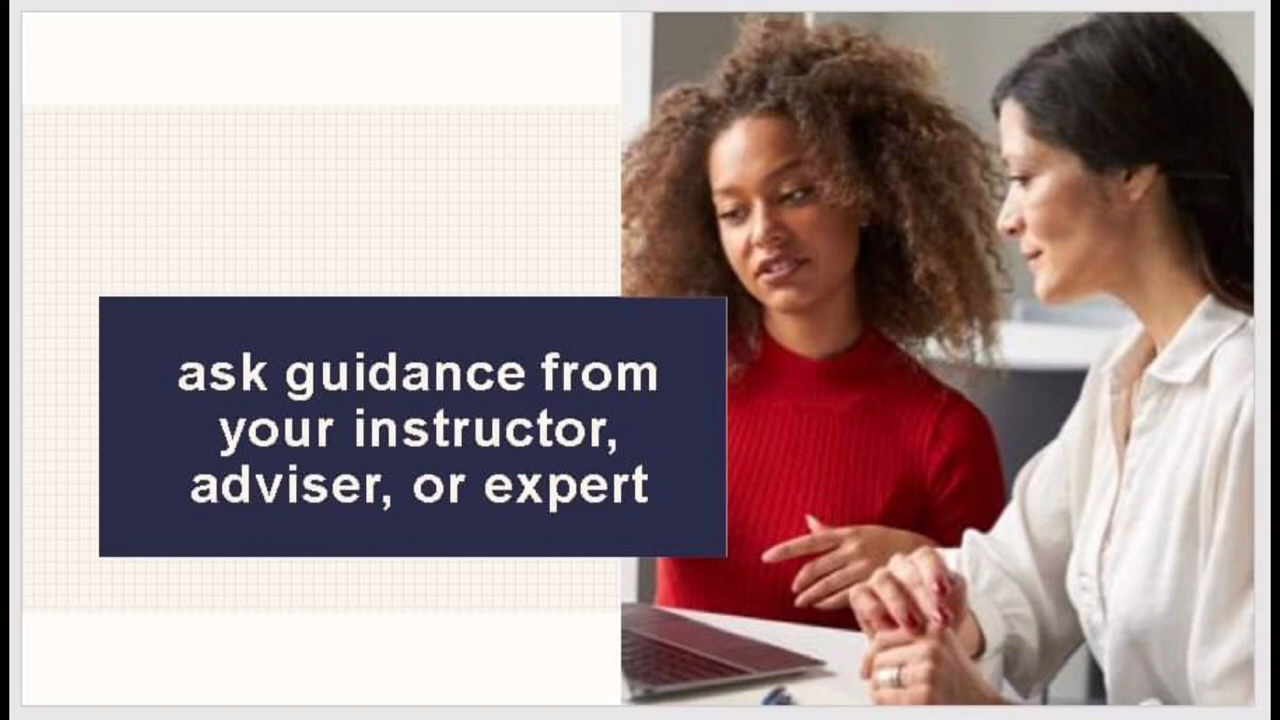 ask guidance from
your instructor,
adviser, or expert